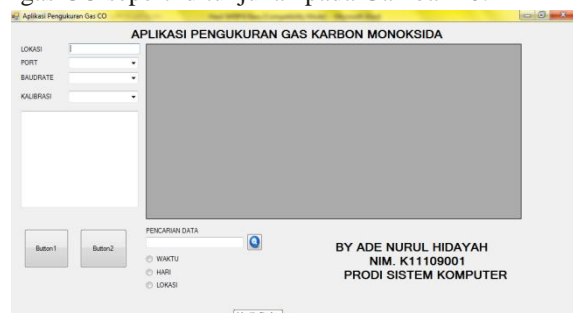 Aplikasi Pengukuran Gas CO
APLIKASI PENGUKURAN GAS KARBON MONOKSIDA
LOKASI
PORT
BAUDRATE
KALIBRASI
Button1
Button2
PENCARIAN DATA
WAKTU
HARI
LOKASI
BY ADE NURUL HIDAYAH
NIM. K11109001
PRODI SISTEM KOMPUTER